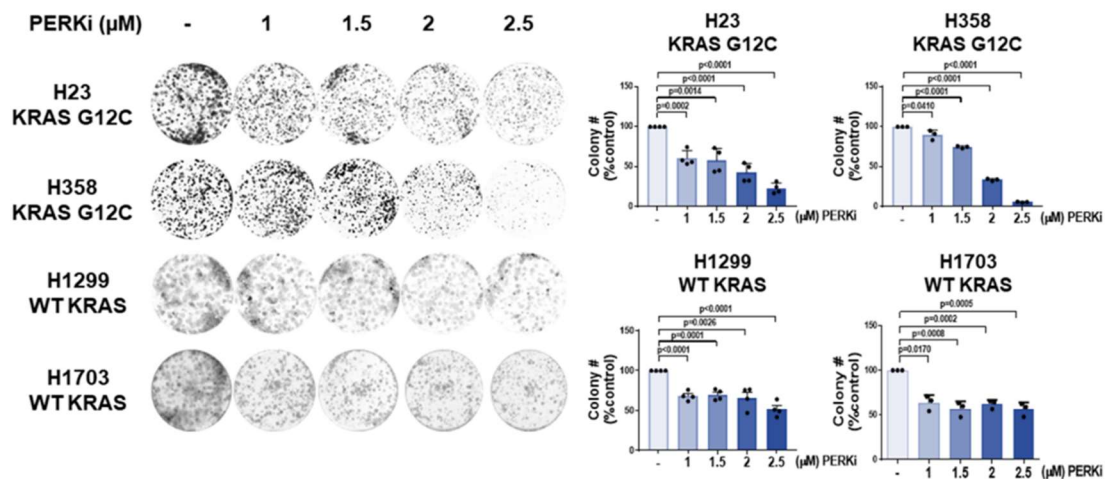 PERKi (μM) - 1 1.5 2 2.5
H23
KRAS G12C
H358
KRAS G12C
H1299
WT KRAS
H1703
WT KRAS
H23
KRAS G12C
p<0.0001
p<0.0001
p=0.0014
p=0.0002
Colony #
(%control)
150
100
50
0
- 1 1.5 2 2.5 (μM) PERKi
H358
KRAS G12C
p<0.0001
p<0.0001
p<0.0001
p=0.0410
Colony #
(%control)
150
100
50
0
- 1 1.5 2 2.5 (μM) PERKi
H1299
WT KRAS
p<0.0001
p=0.0026
p=0.0001
p<0.0001
Colony #
(%control)
150
100
50
0
- 1 1.5 2 2.5 (μM) PERKi
H1703
WT KRAS
p=0.0005
p=0.0002
p=0.0008
p=0.0170
Colony #
(%control)
150
100
50
0
- 1 1.5 2 2.5 (μM) PERKi